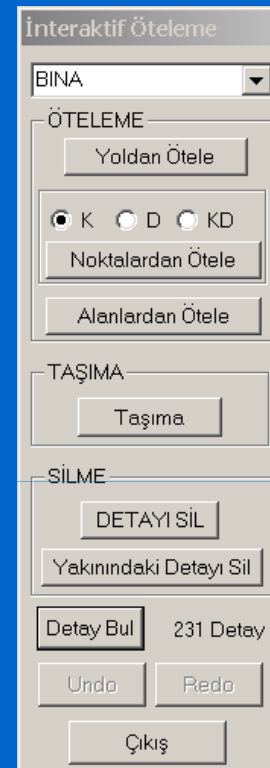 İnteraktif Öteleme
BINA
ÖTELEME
Yoldan Ötele
K D KD
Noktalardan Ötele
Alanlardan Ötele
TAŞIMA
Taşıma
SİLME
DETAYI SİL
Yakınındaki Detayı Sil
Detay Bul 231 Detay
Undo Redo
Çıkış